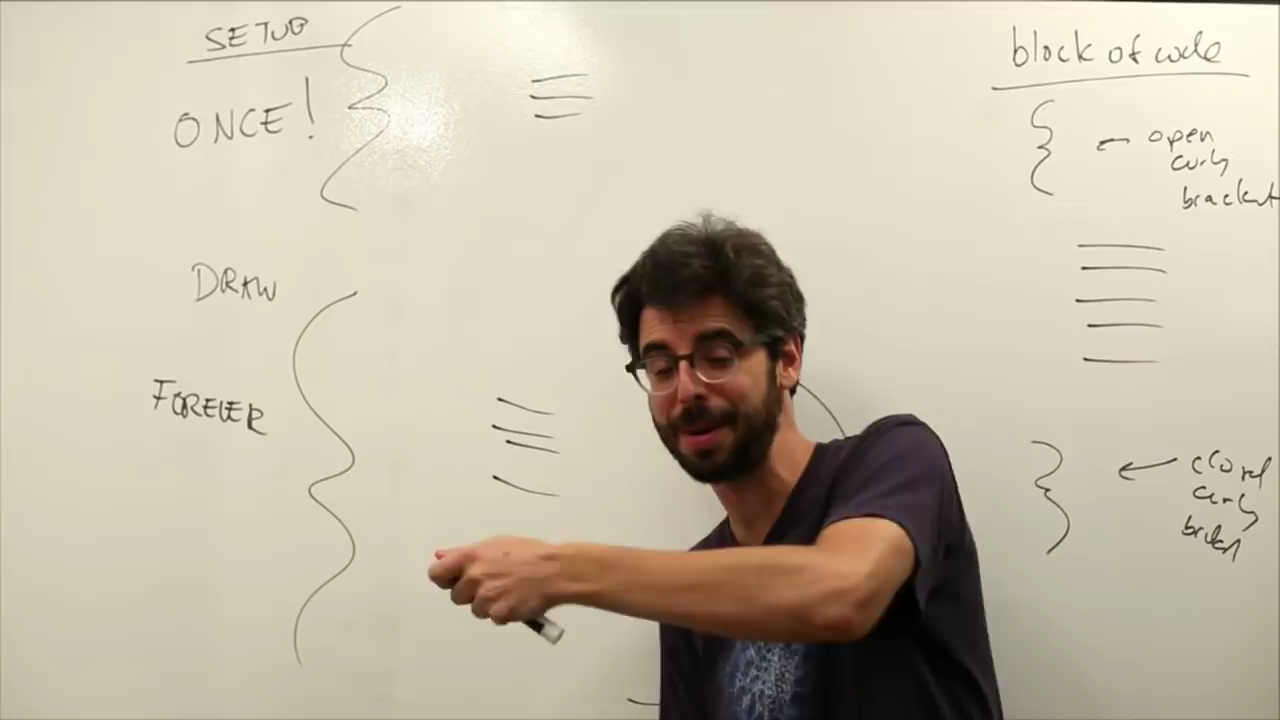 SETUP
ONCE!
DRAW
FOREVER
block of code
{
← open
curly
bracket
}
← closed
curly
bracket